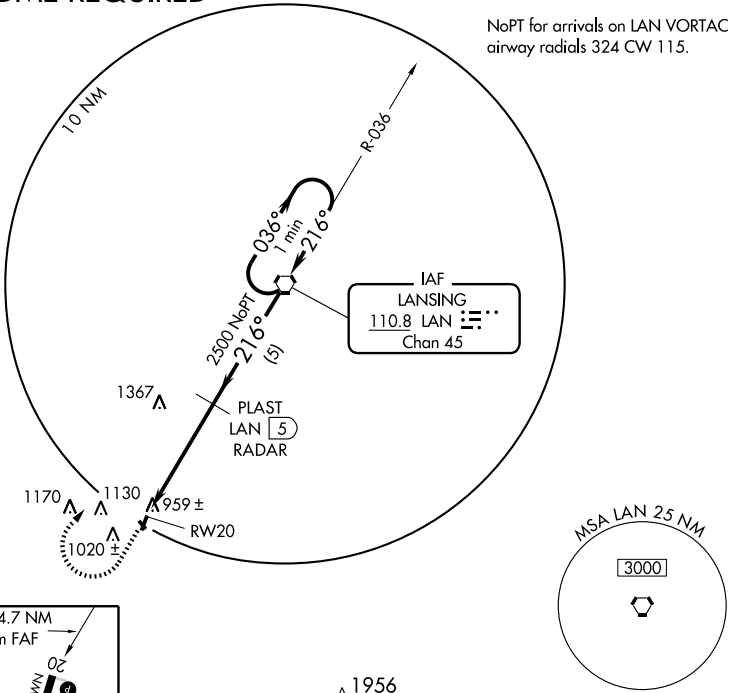 DME REQUIRED
NoPT for arrivals on LAN VORTAC
airway radials 324 CW 115.
10 NM
R-036
036°
1 min
216°
IAF
LANSING
110.8 LAN
Chan 45
2500 NoPT
216°
(5)
1367
PLAST
LAN 5
RADAR
1170
1130
959 ±
RW20
1020 ±
MSA LAN 25 NM
3000
4.7 NM
FAF
20
1956